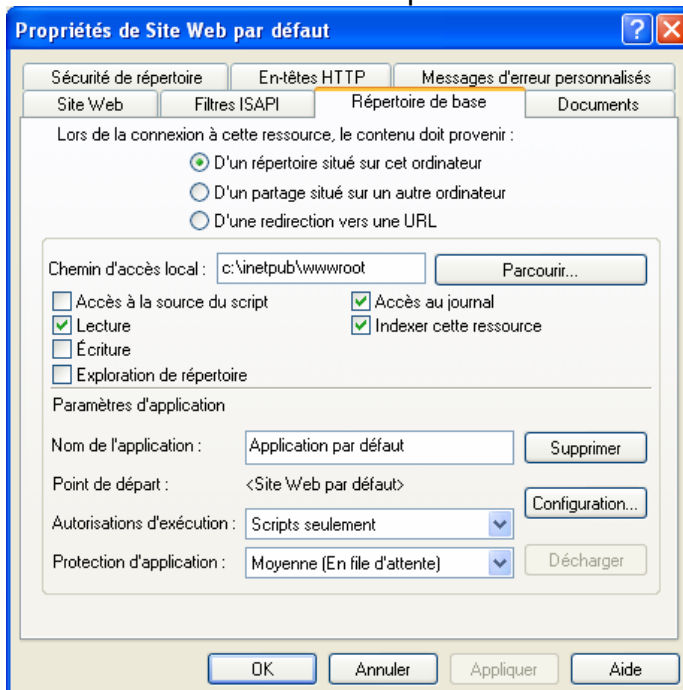 Propriétés de Site Web par défaut
Sécurité de répertoire En-têtes HTTP Messages d'erreur personnalisés
Site Web Filtres ISAPI Répertoire de base Documents
Lors de la connexion à cette ressource, le contenu doit provenir :
D'un répertoire situé sur cet ordinateur
D'un partage situé sur un autre ordinateur
D'une redirection vers une URL
Chemin d'accès local : c:\inetpub\wwwroot Parcourir...
Accès à la source du script Accès au journal
Lecture Indexer cette ressource
Écriture
Exploration de répertoire
Paramètres d'application
Nom de l'application : Application par défaut Supprimer
Point de départ : <Site Web par défaut>
Configuration...
Autorisations d'exécution : Scripts seulement
Protection d'application : Moyenne (En file d'attente) Décharger
OK Annuler Appliquer Aide